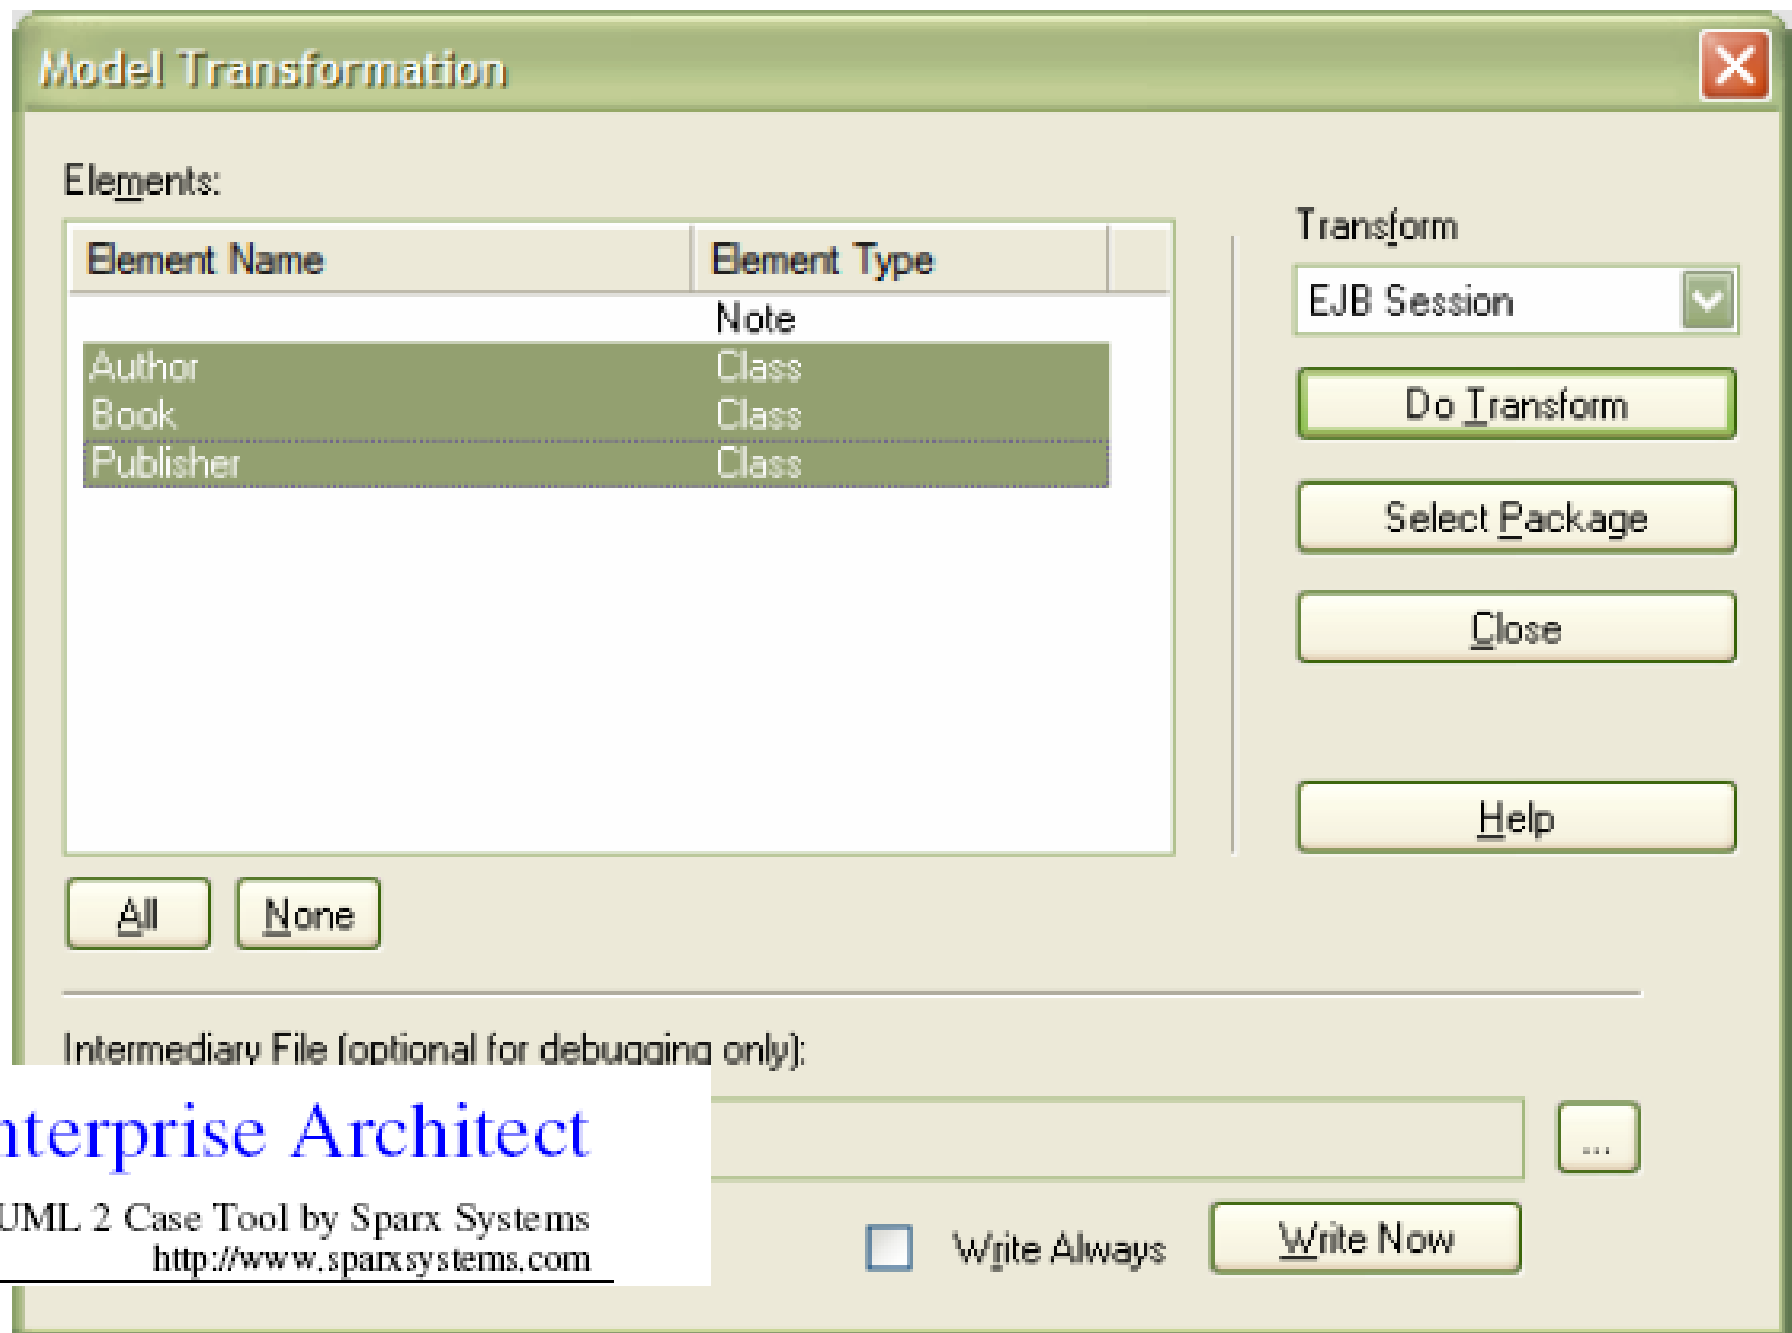 Model Transformation
Elements:
Element Name Element Type
Note
Author Class
Book Class
Publisher Class
All None
Transform
EJB Session
Do Transform
Select Package
Close
Help
Intermediary File (optional for debugging only):
...
Write Always Write Now
nterprise Architect
UML 2 Case Tool by Sparx Systems
http://www.sparxsystems.com